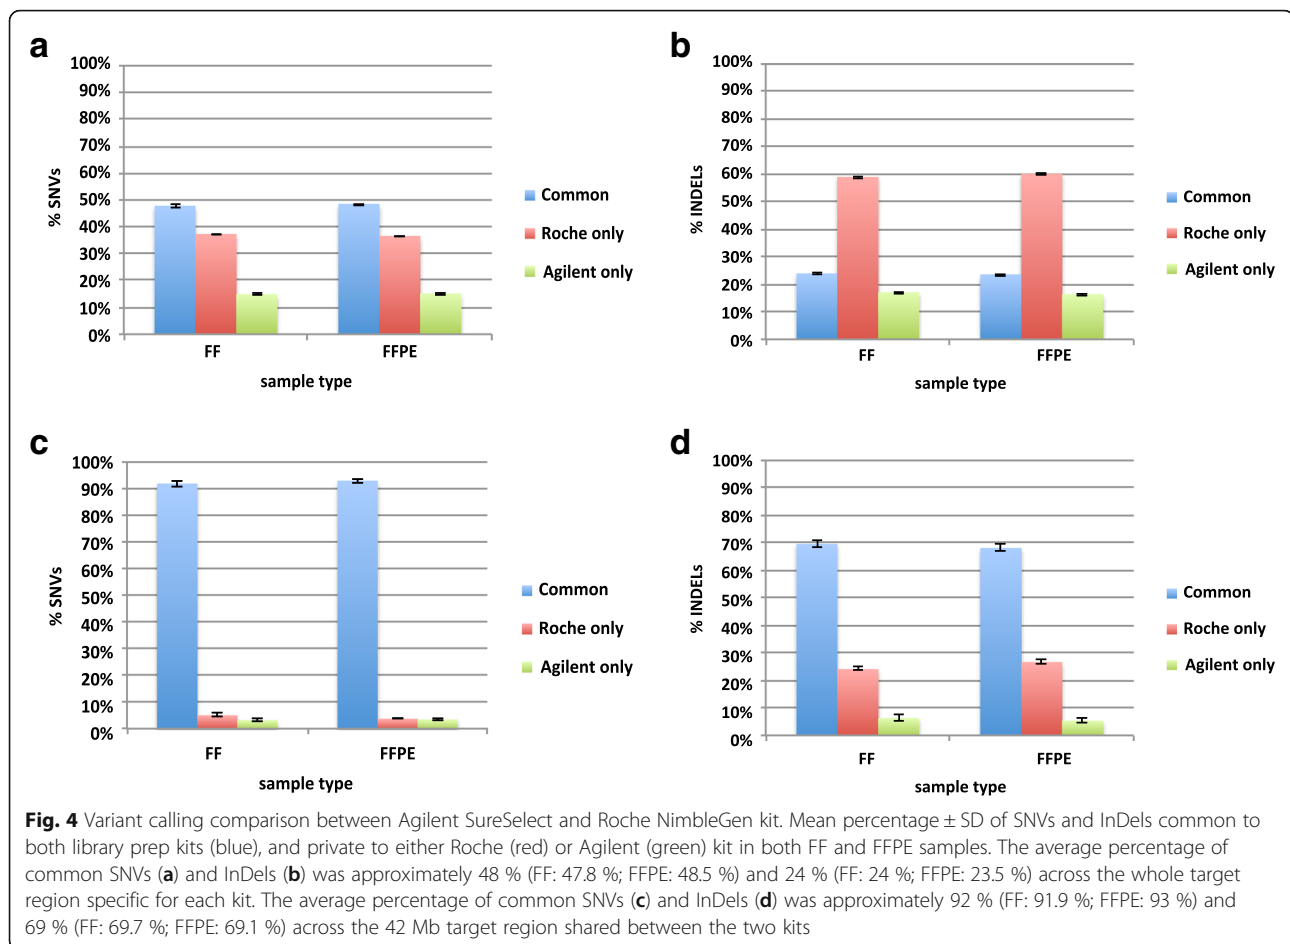 a
100%
90%
80%
70%
60%
50%
40%
30%
20%
10%
0%
% SNVs
FF
FFPE
sample type
Common
Roche only
Agilent only
b
100%
90%
80%
70%
60%
50%
40%
30%
20%
10%
0%
% INDELs
FF
FFPE
sample type
Common
Roche only
Agilent only
c
100%
90%
80%
70%
60%
50%
40%
30%
20%
10%
0%
% SNVs
FF
FFPE
sample type
Common
Roche only
Agilent only
d
100%
90%
80%
70%
60%
50%
40%
30%
20%
10%
0%
% INDELs
FF
FFPE
sample type
Common
Roche only
Agilent only
Fig. 4 Variant calling comparison between Agilent SureSelect and Roche NimbleGen kit. Mean percentage ± SD of SNVs and InDels common to
both library prep kits (blue), and private to either Roche (red) or Agilent (green) kit in both FF and FFPE samples. The average percentage of
common SNVs (a) and InDels (b) was approximately 48 % (FF: 47.8 %; FFPE: 48.5 %) and 24 % (FF: 24 %; FFPE: 23.5 %) across the whole target
region specific for each kit. The average percentage of common SNVs (c) and InDels (d) was approximately 92 % (FF: 91.9 %; FFPE: 93 %) and
69 % (FF: 69.7 %; FFPE: 69.1 %) across the 42 Mb target region shared between the two kits